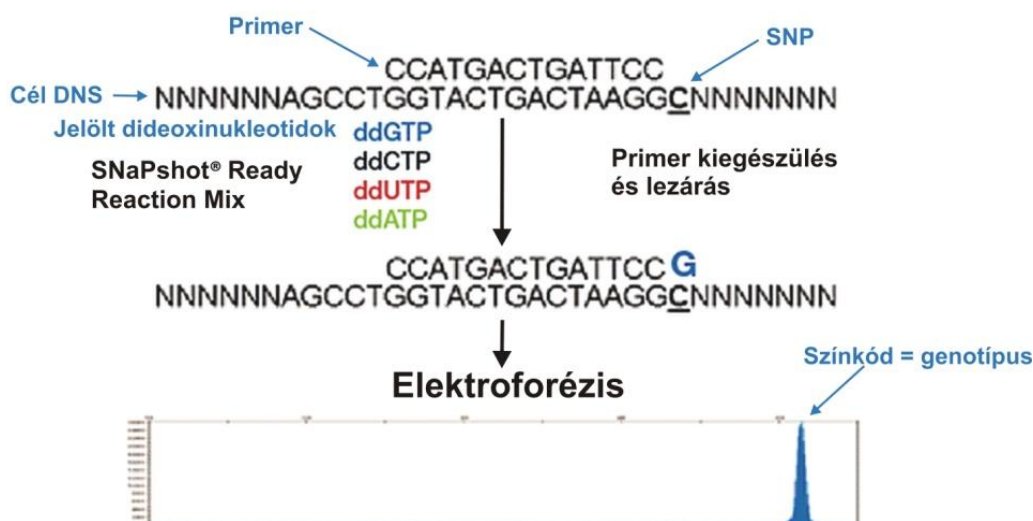 Primer
SNP
CCATGACTGATTCC
Cél DNS
NNNNNNAGCCTGGTACTGACTAAGGCNNNNNNN
Jelölt dideoxinukleotidok
ddGTP
ddCTP
ddUTP
ddATP
SNaPshot® Ready
Reaction Mix
Primer kiegészülés
és lezárás
CCATGACTGATTCC G
NNNNNNAGCCTGGTACTGACTAAGGCNNNNNNN
Színkód = genotípus
Elektroforézis